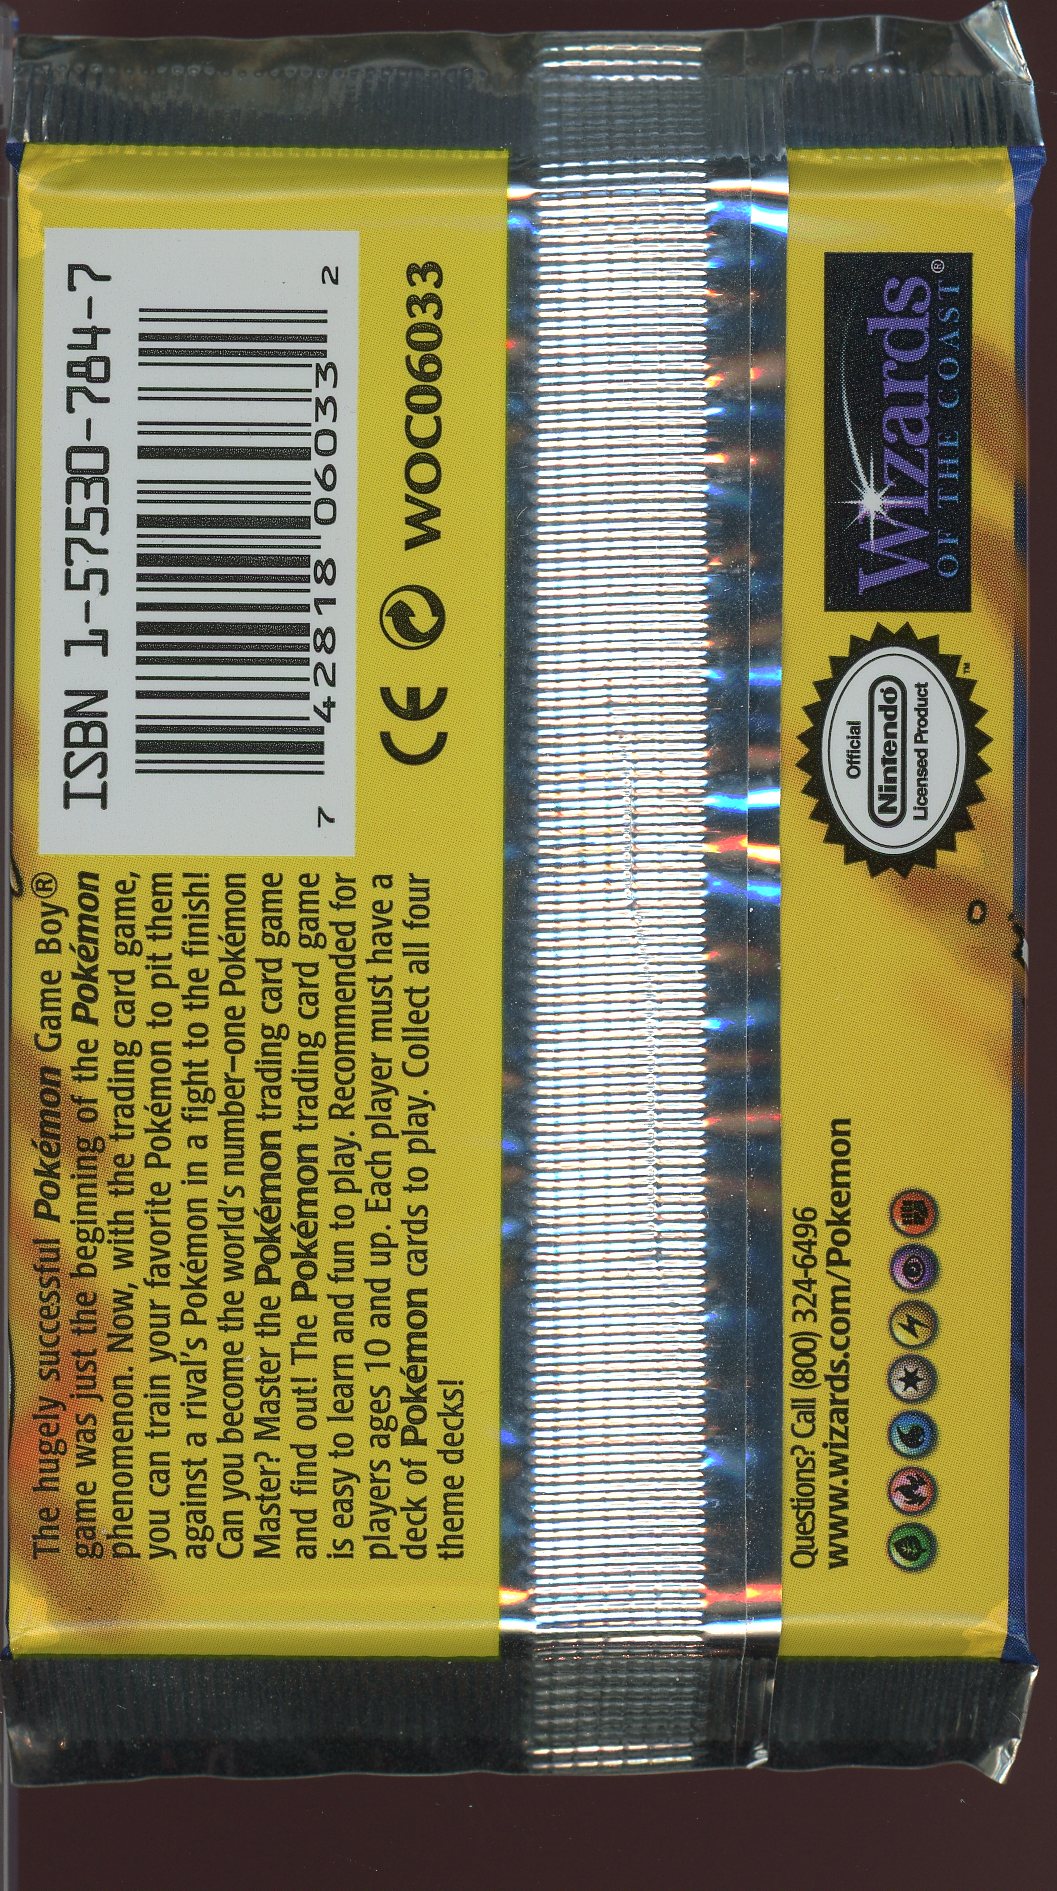 The hugely successful Pokémon Game Boy®
game was just the beginning of the Pokémon
phenomenon. Now, with the trading card game,
you can train your favorite Pokémon to pit them
against a rival's Pokémon in a fight to the finish!
Can you become the world's number-one Pokémon
Master? Master the Pokémon trading card game
and find out! The Pokémon trading card game
is easy to learn and fun to play. Recommended for
players ages 10 and up. Each player must have a
deck of Pokémon cards to play. Collect all four
theme decks!
ISBN 1-57530-784-7
7 42818 06033 2
CE WOC06033
Questions? Call (800) 324-6496
www.wizards.com/Pokemon
Official
Nintendo®
Licensed Product
™
Wizards®
OF THE COAST